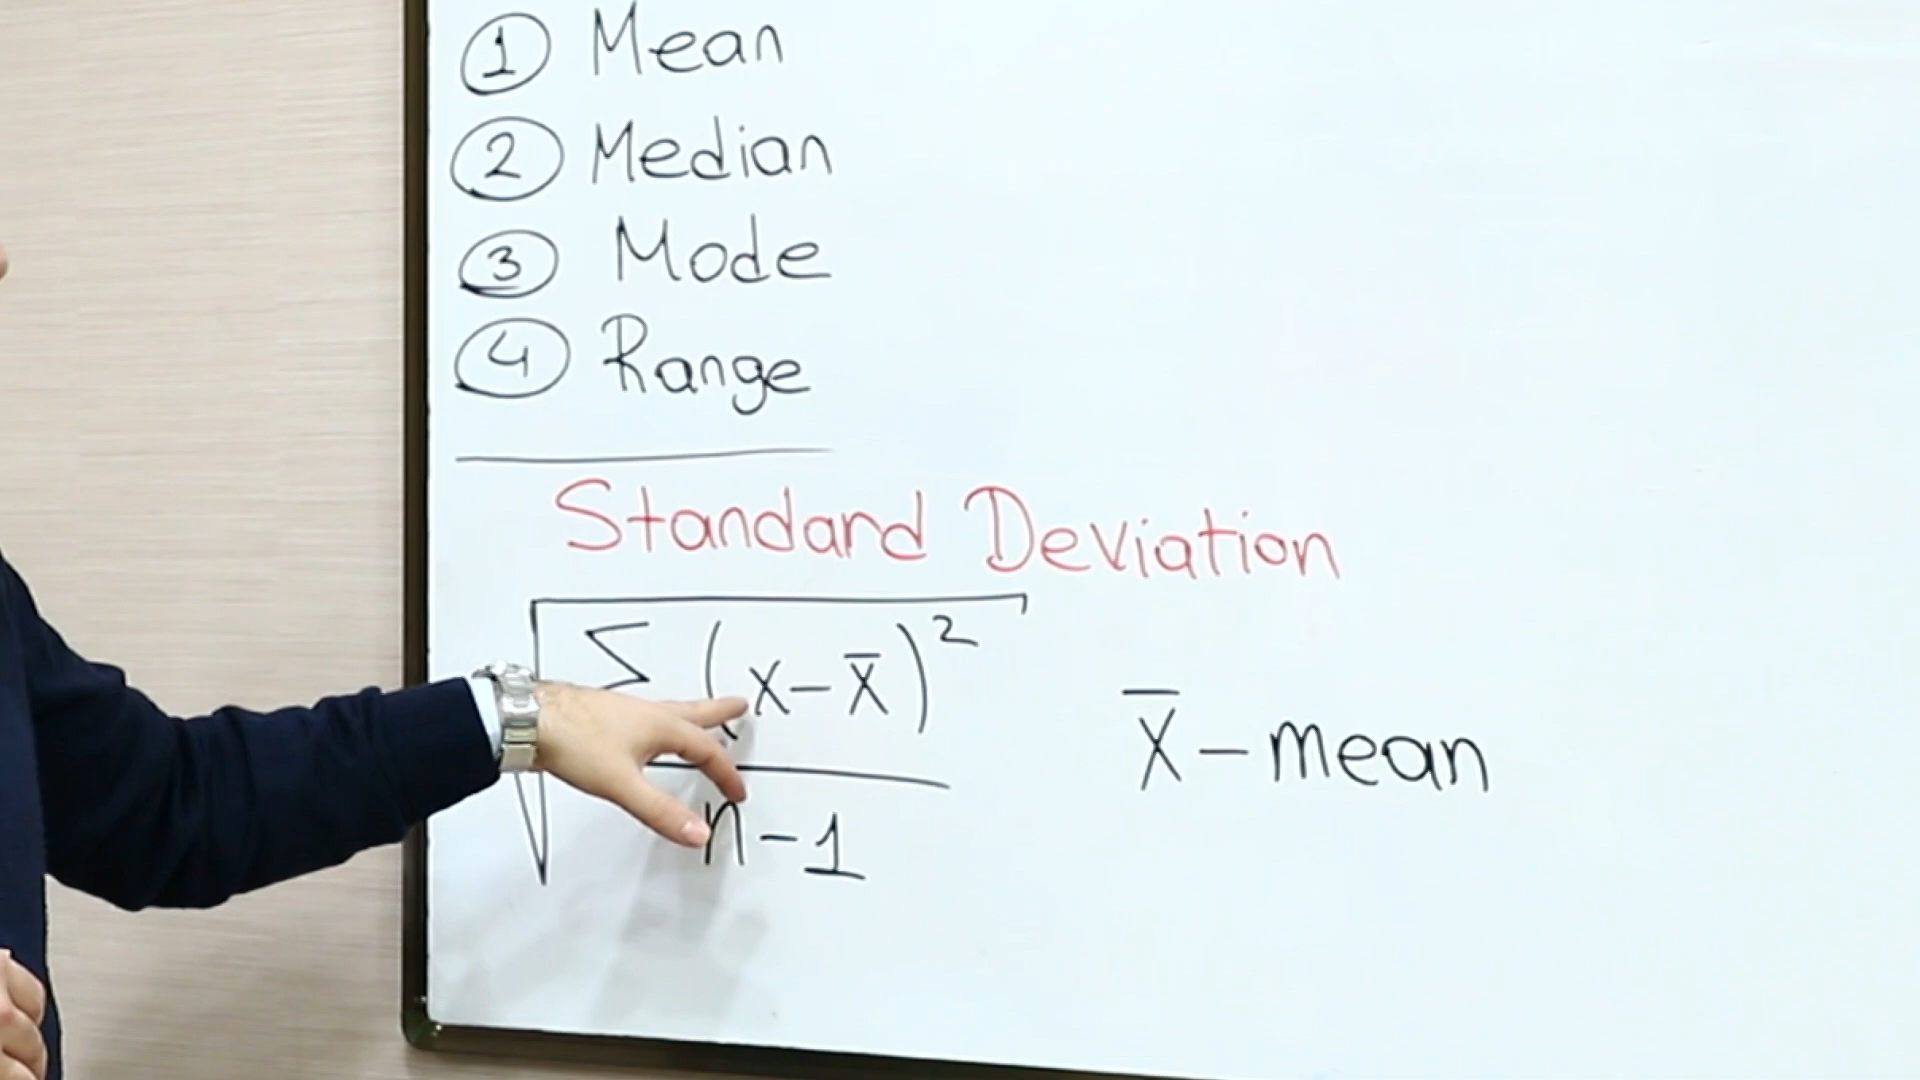 ① Mean
② Median
③ Mode
④ Range
Standard Deviation
√(Σ (x - x̄)² / (n - 1))
x̄ - mean